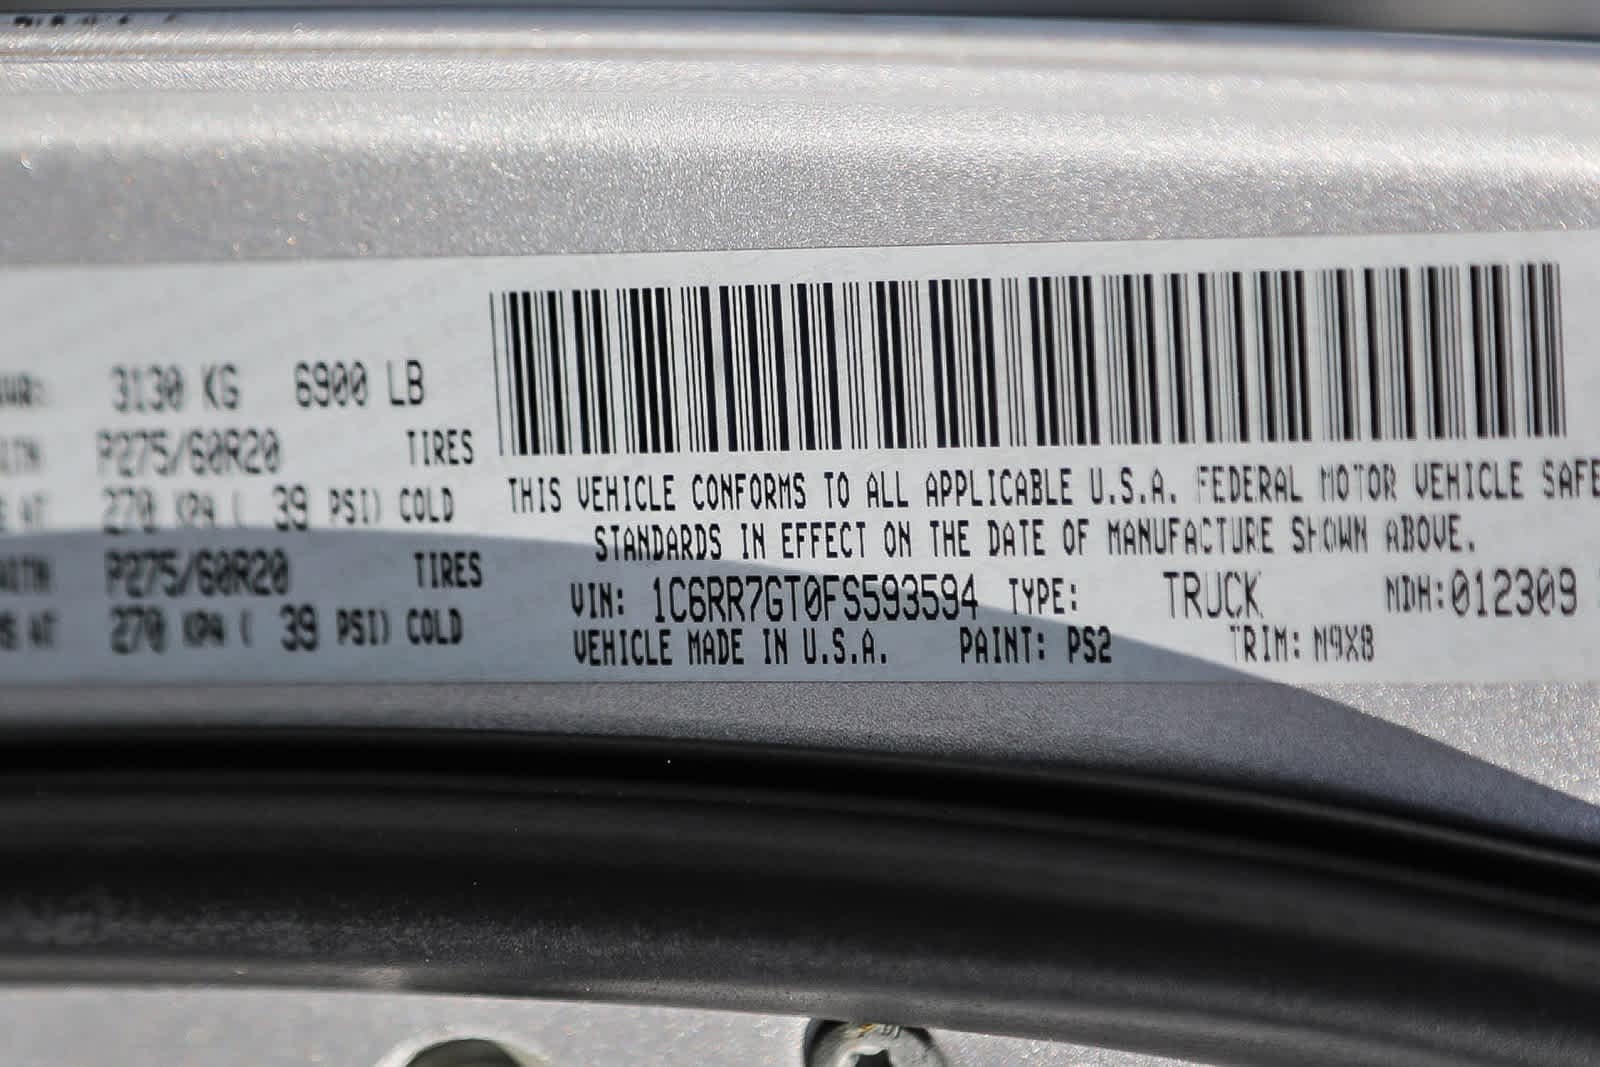 3130 KG 6900 LB
P275/60R20 TIRES
270 KPA ( 39 PSI) COLD
P275/60R20 TIRES
270 KPA ( 39 PSI) COLD
THIS VEHICLE CONFORMS TO ALL APPLICABLE U.S.A. FEDERAL MOTOR VEHICLE SAFE
STANDARDS IN EFFECT ON THE DATE OF MANUFACTURE SHOWN ABOVE.
VIN: 1C6RR7GT0FS593594 TYPE: TRUCK MDH:012309
VEHICLE MADE IN U.S.A. PAINT: PS2 TRIM: M9X8